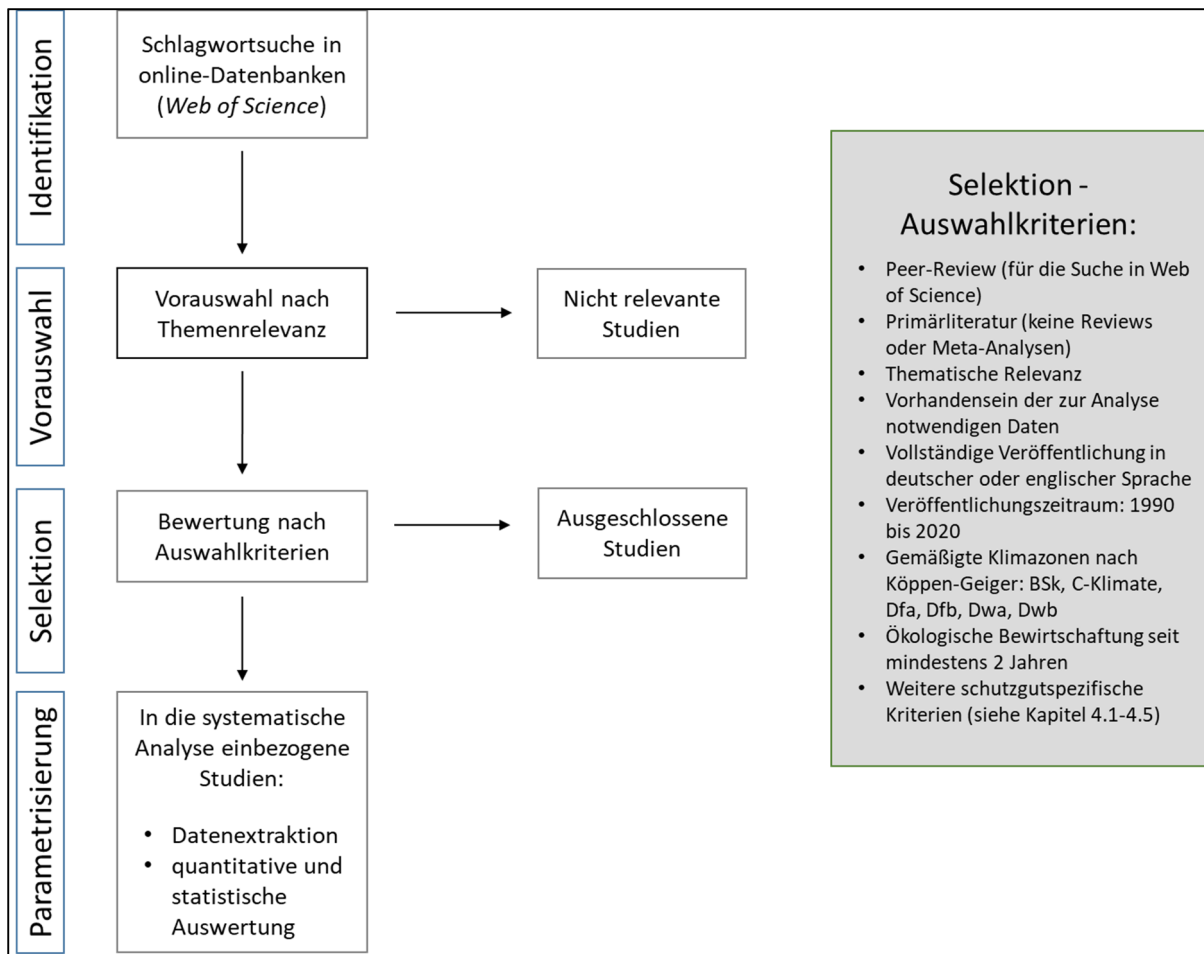 Identifikation
Schlagwortsuche in
online-Datenbanken
(Web of Science)
Vorauswahl
Vorauswahl nach
Themenrelevanz
Nicht relevante
Studien
Selektion
Bewertung nach
Auswahlkriterien
Ausgeschlossene
Studien
Parametrisierung
In die systematische
Analyse einbezogene
Studien:
• Datenextraktion
• quantitative und
statistische
Auswertung
Selektion -
Auswahlkriterien:
• Peer-Review (für die Suche in Web
of Science)
• Primärliteratur (keine Reviews
oder Meta-Analysen)
• Thematische Relevanz
• Vorhandensein der zur Analyse
notwendigen Daten
• Vollständige Veröffentlichung in
deutscher oder englischer Sprache
• Veröffentlichungszeitraum: 1990
bis 2020
• Gemäßigte Klimazonen nach
Köppen-Geiger: BSk, C-Klimate,
Dfa, Dfb, Dwa, Dwb
• Ökologische Bewirtschaftung seit
mindestens 2 Jahren
• Weitere schutzgutspezifische
Kriterien (siehe Kapitel 4.1-4.5)